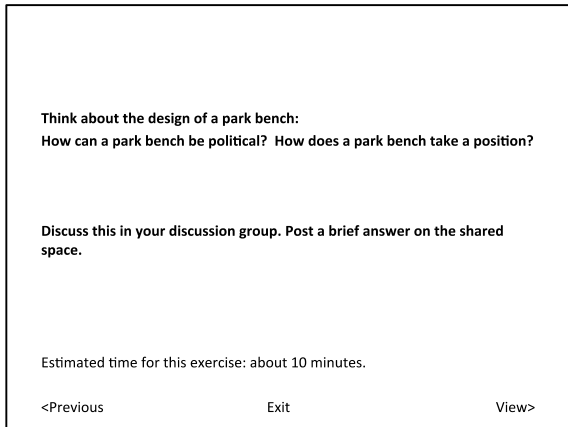 Think about the design of a park bench:
How can a park bench be political?  How does a park bench take a position?
Discuss this in your discussion group. Post a brief answer on the shared
space.
Estimated time for this exercise: about 10 minutes.
<Previous
Exit
View>